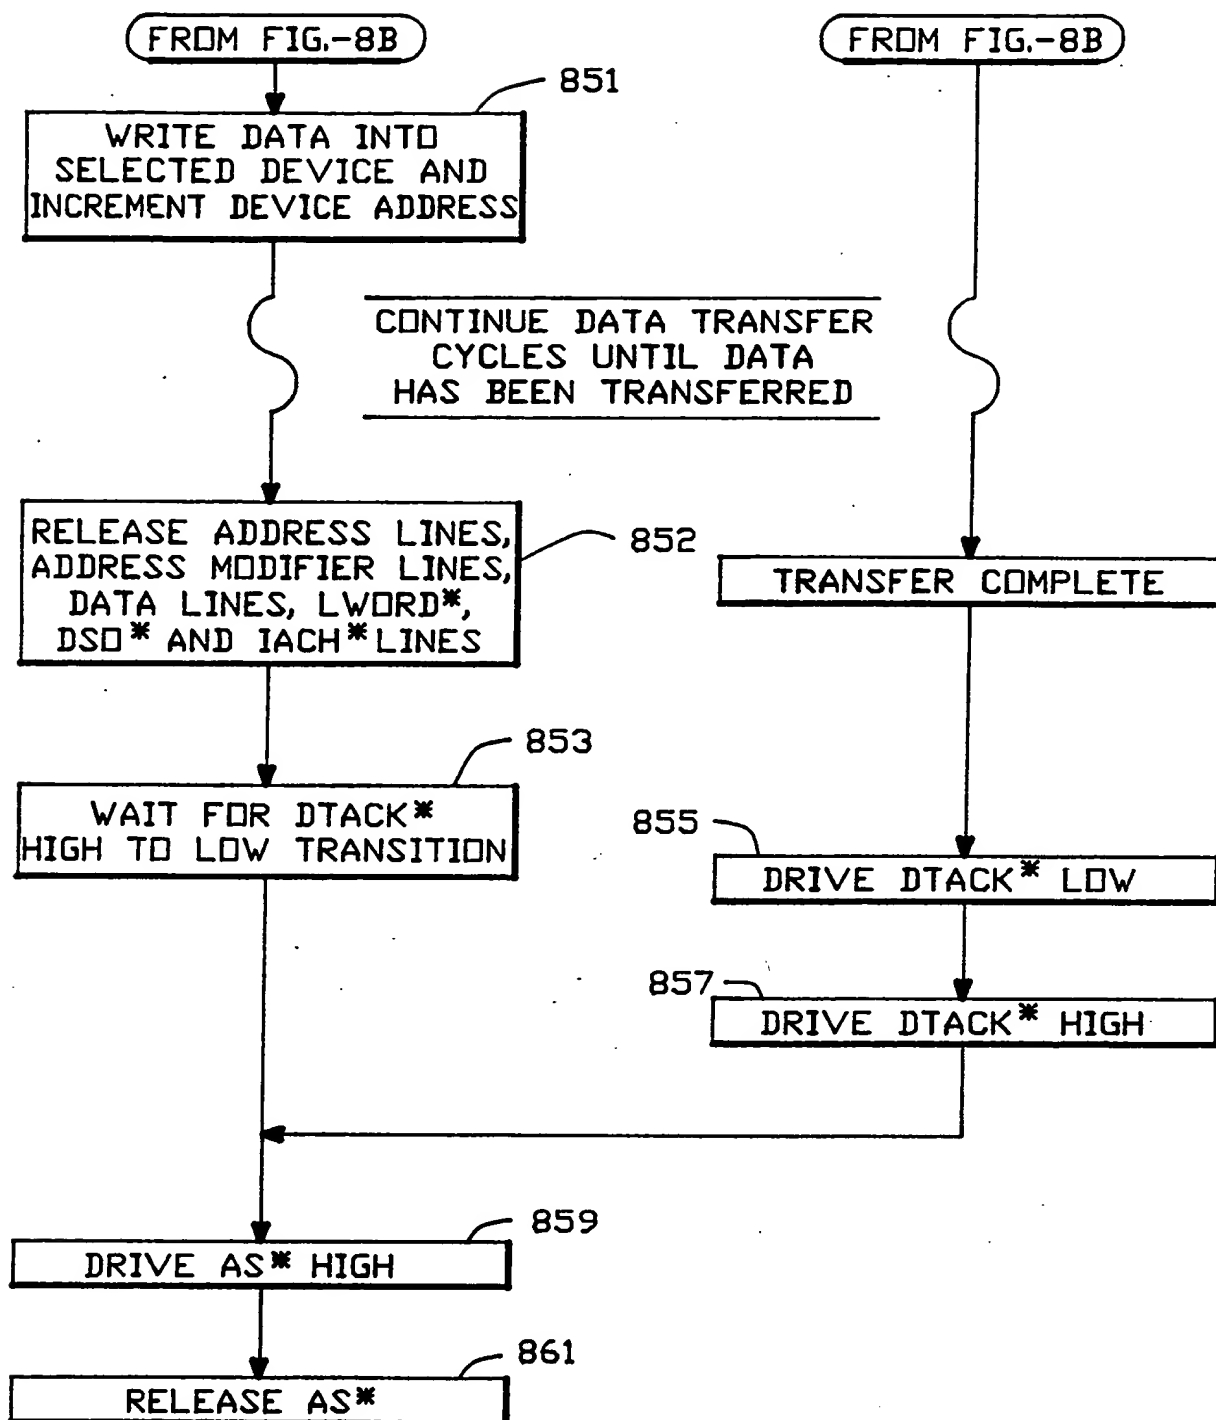 FROM FIG.-8B
FROM FIG.-8B
851
WRITE DATA INTO
SELECTED DEVICE AND
INCREMENT DEVICE ADDRESS
CONTINUE DATA TRANSFER
CYCLES UNTIL DATA
HAS BEEN TRANSFERRED
RELEASE ADDRESS LINES,
ADDRESS MODIFIER LINES,
DATA LINES, LWORD*,
DSO* AND IACH* LINES
852
TRANSFER COMPLETE
853
WAIT FOR DTACK*
HIGH TO LOW TRANSITION
855
DRIVE DTACK* LOW
857
DRIVE DTACK* HIGH
859
DRIVE AS* HIGH
861
RELEASE AS*